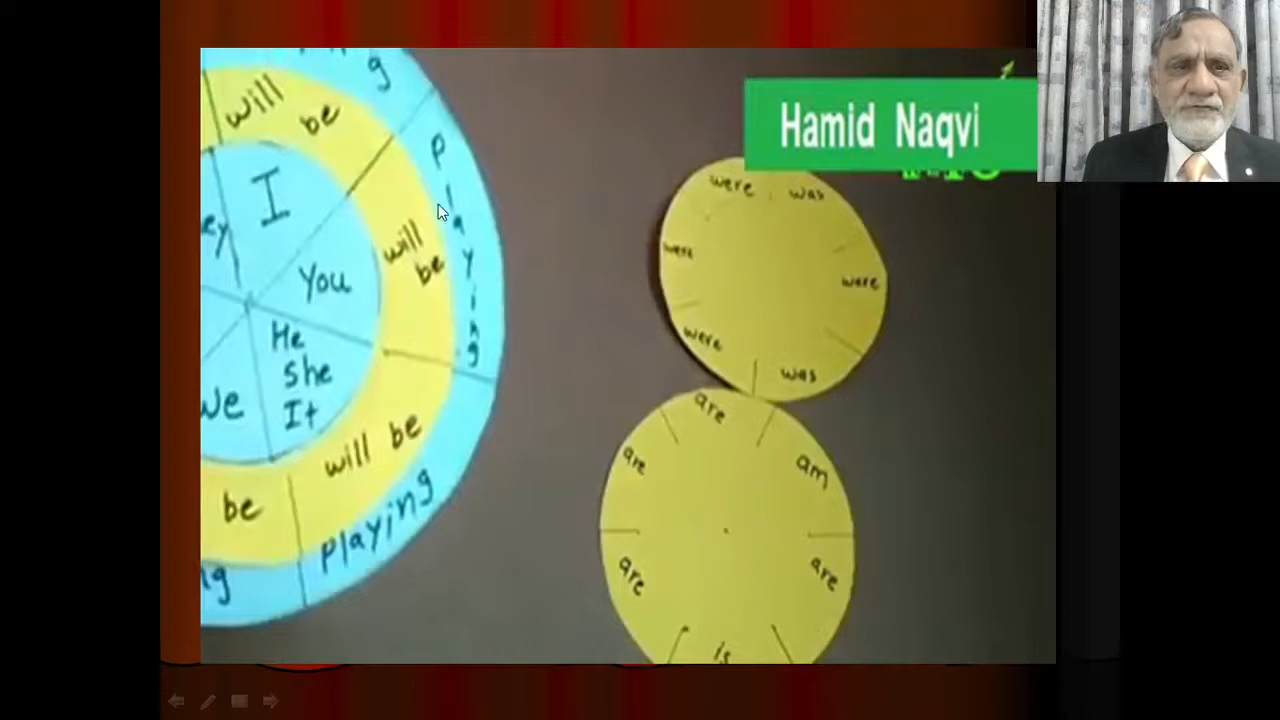 Hamid Naqvi
will
be
I
playing
will
be
You
He
She
It
We
will be
be
playing
were
was
were
were
were
was
are
are
am
are
are
is